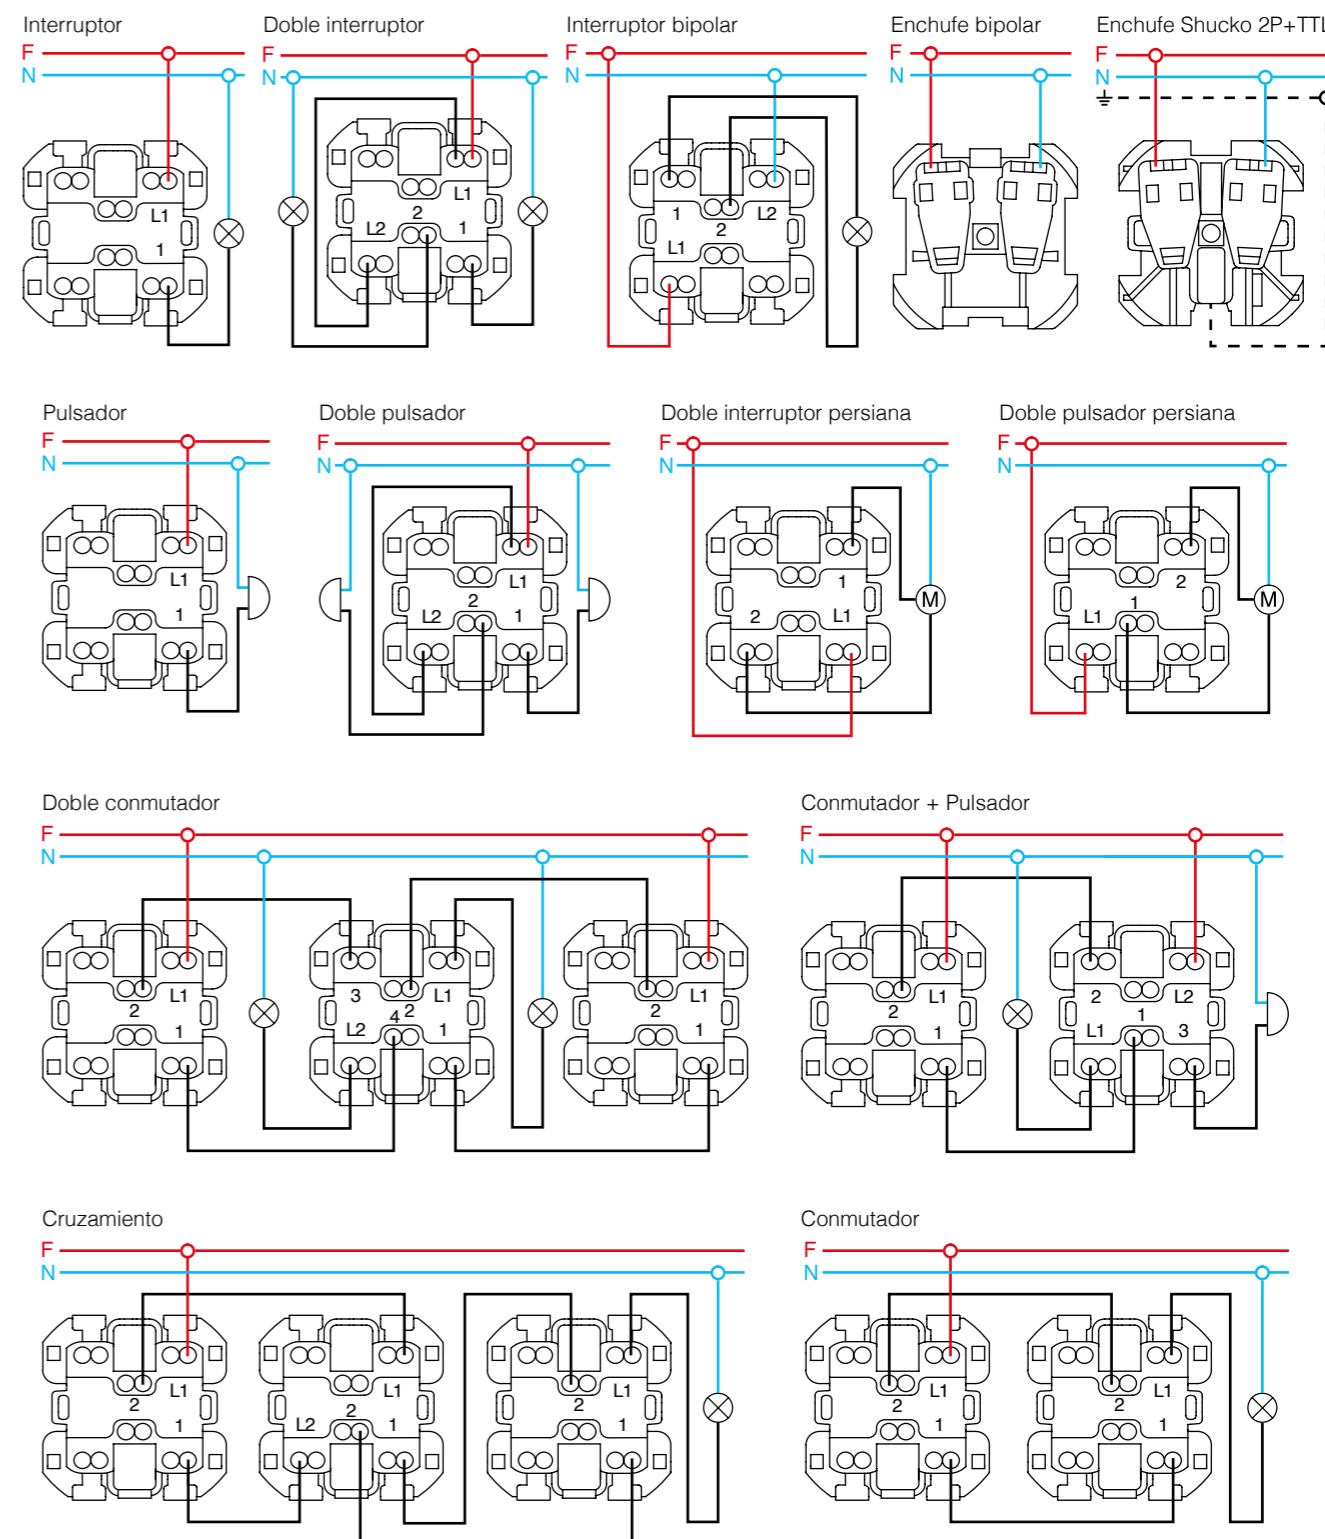 Interruptor
F
N
L1
1
Doble interruptor
F
N
L1
2
L2
1
Interruptor bipolar
F
N
1
2
L2
L1
Enchufe bipolar
F
N
Enchufe Shucko 2P+TTL
F
N
Pulsador
F
N
L1
1
Doble pulsador
F
N
L1
2
L2
1
Doble interruptor persiana
F
N
1
2
L1
M
Doble pulsador persiana
F
N
2
1
L1
M
Doble conmutador
F
N
2
L1
1
3
2
L1
L2
4
1
2
L1
1
Conmutador + Pulsador
F
N
2
L1
1
2
L2
1
L1
3
Cruzamiento
F
N
2
L1
1
L1
L2
2
1
2
L1
1
Conmutador
F
N
2
L1
1
2
L1
1